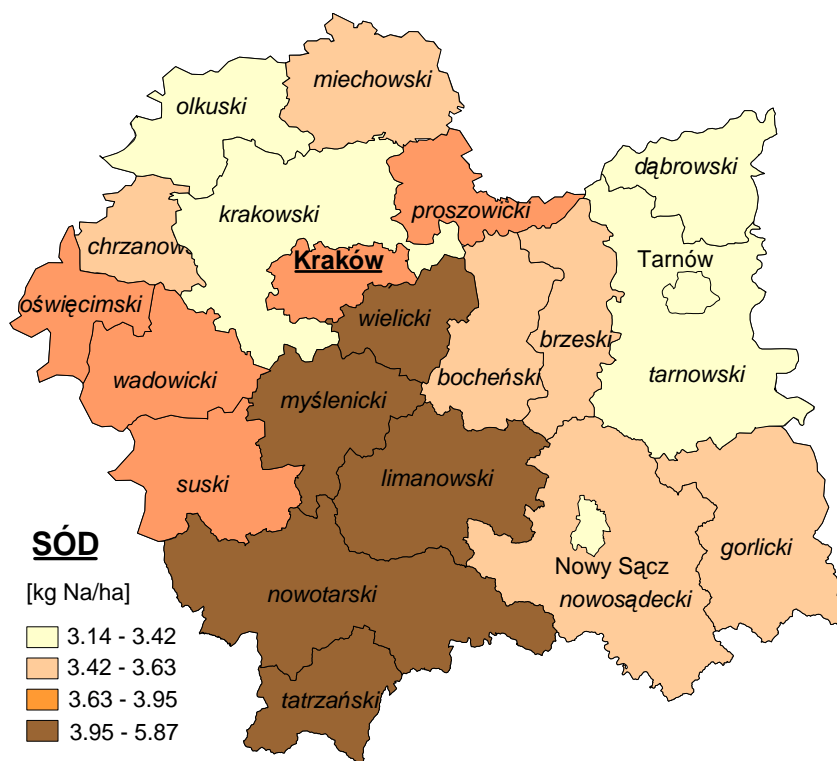 miechowski
olkuski
dąbrowski
krakowski
proszowicki
chrzanow
Kraków
Tarnów
oświęcimski
wielicki
brzeski
wadowicki
bocheński
tarnowski
myślenicki
limanowski
suski
SÓD
gorlicki
Nowy Sącz
[kg Na/ha]
nowotarski
nowosądecki
3.14 - 3.42
3.42 - 3.63
3.63 - 3.95
tatrzański
3.95 - 5.87